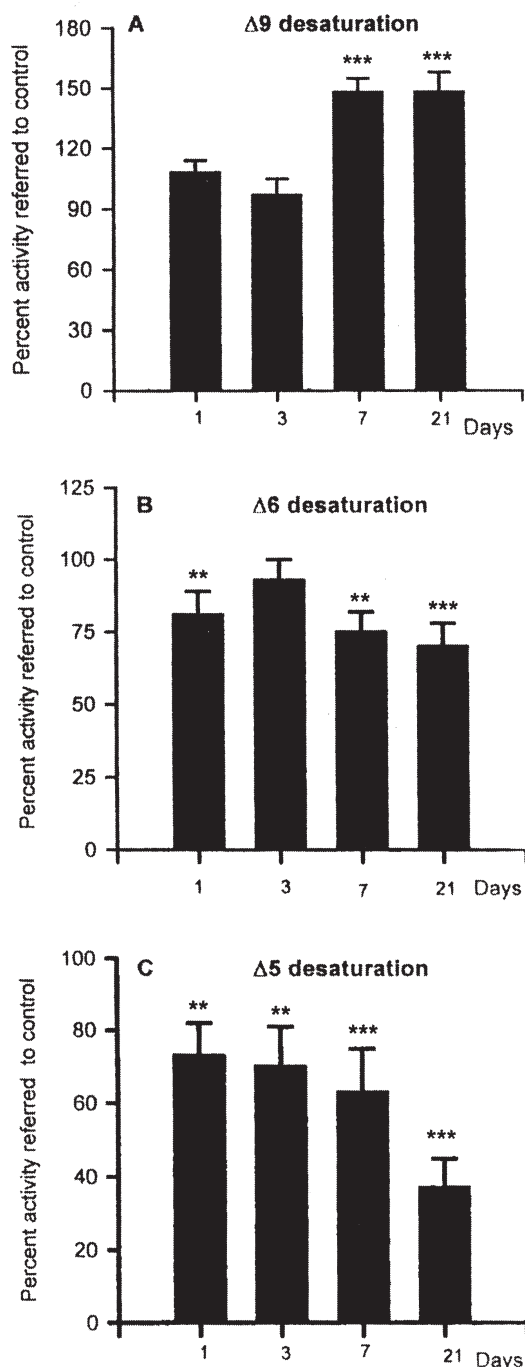 A Δ9 desaturation
Percent activity referred to control
180
150
120
90
60
30
0
*** ***
1 3 7 21 Days
B Δ6 desaturation
Percent activity referred to control
125
100
75
50
25
0
** ** ***
1 3 7 21 Days
C Δ5 desaturation
Percent activity referred to control
100
80
60
40
20
0
** ** *** ***
1 3 7 21 Days